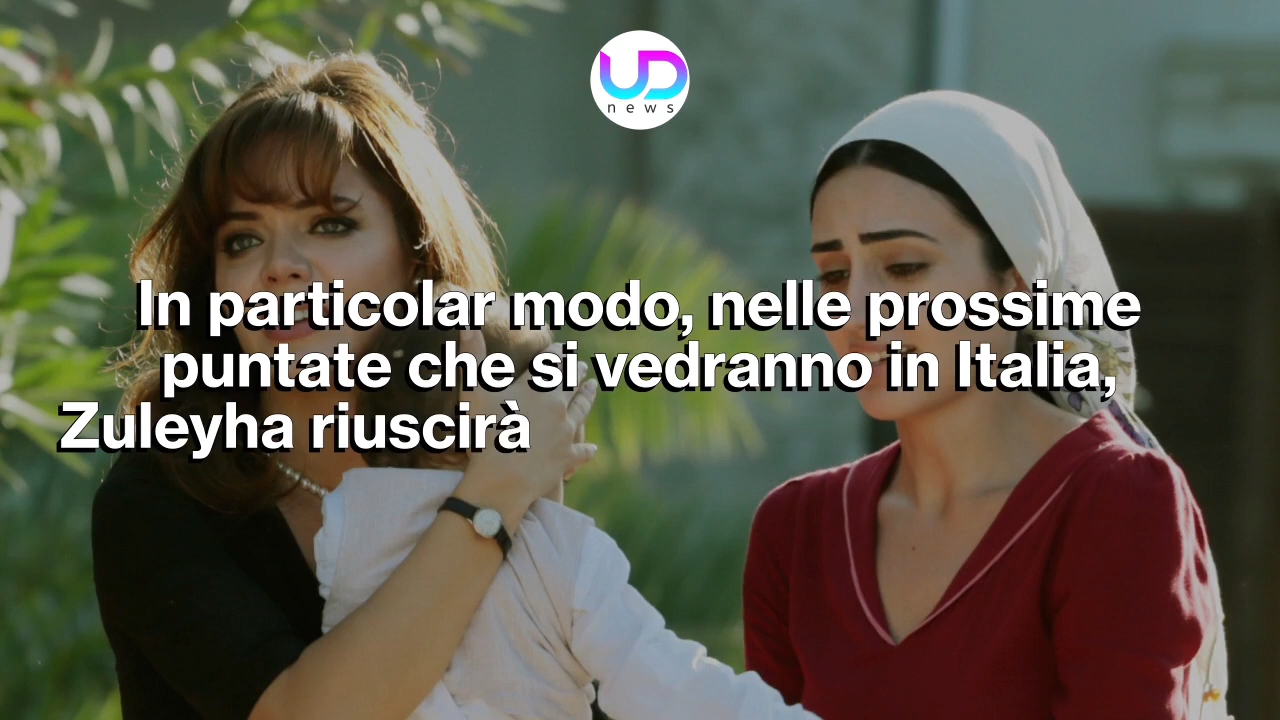 UD
news
In particolar modo, nelle prossime
puntate che si vedranno in Italia,
Zuleyha riuscirà